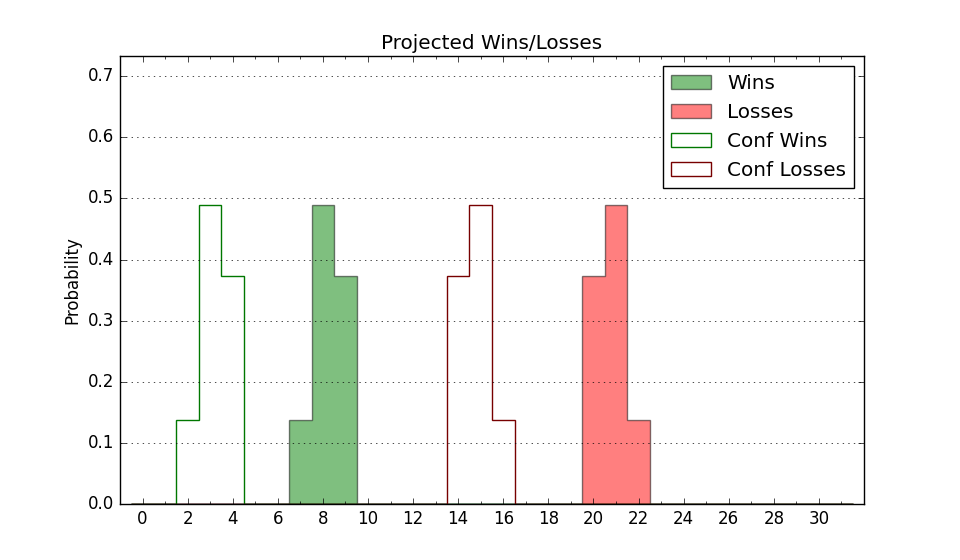 Projected Wins/Losses
Wins
Losses
Conf Wins
Conf Losses
Probability
0.7
0.6
0.5
0.4
0.3
0.2
0.1
0.0
0 2 4 6 8 10 12 14 16 18 20 22 24 26 28 30